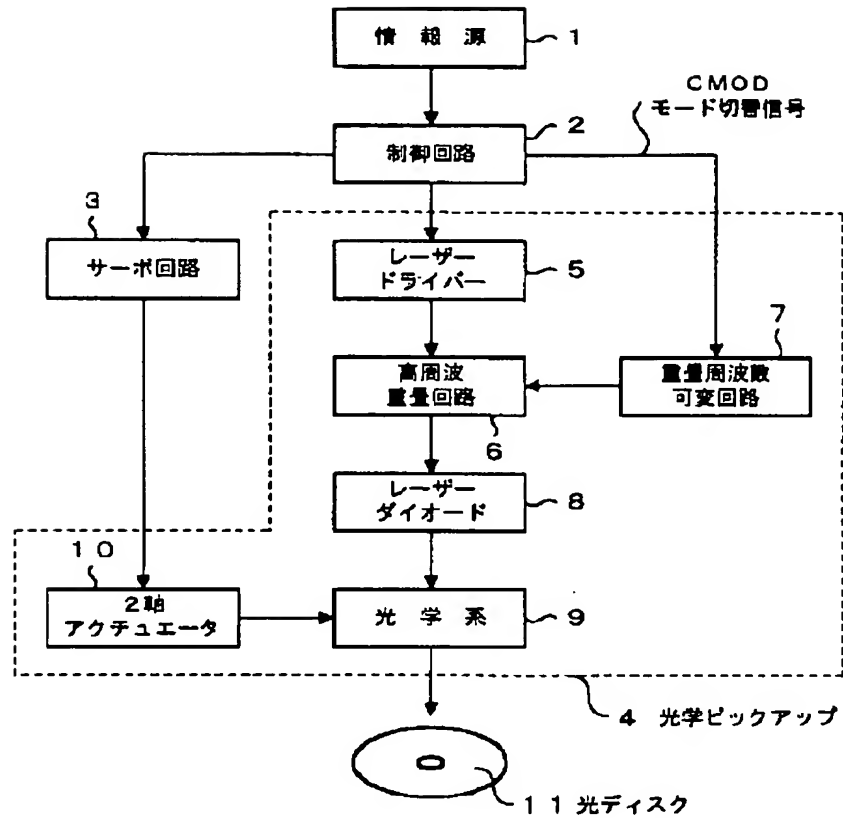 情 報 源
1
CMOD
モード切替信号
2
制御回路
3
サーボ回路
レーザー
ドライバー
5
7
高周波
重畳回路
重畳周波数
可変回路
6
レーザー
ダイオード
8
10
2軸
アクチュエータ
光 学 系
9
4 光学ピックアップ
11光ディスク